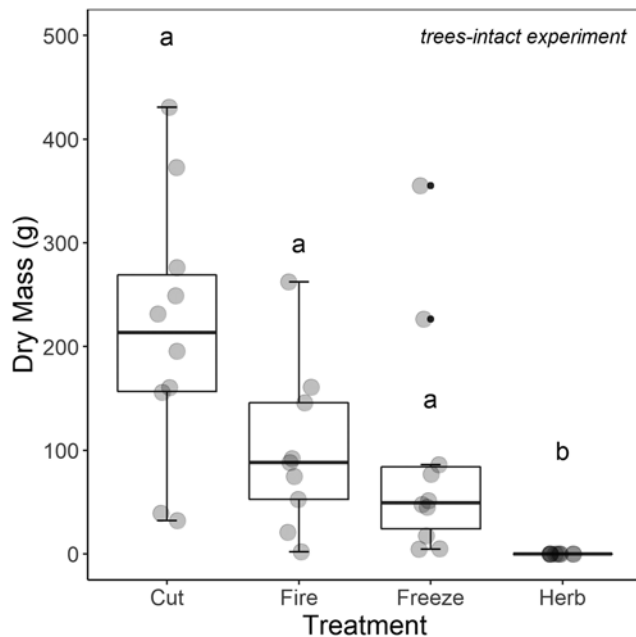 500
400
300
200
100
0
Dry Mass (g)
trees-intact experiment
a
a
a
b
Cut Fire Freeze Herb
Treatment